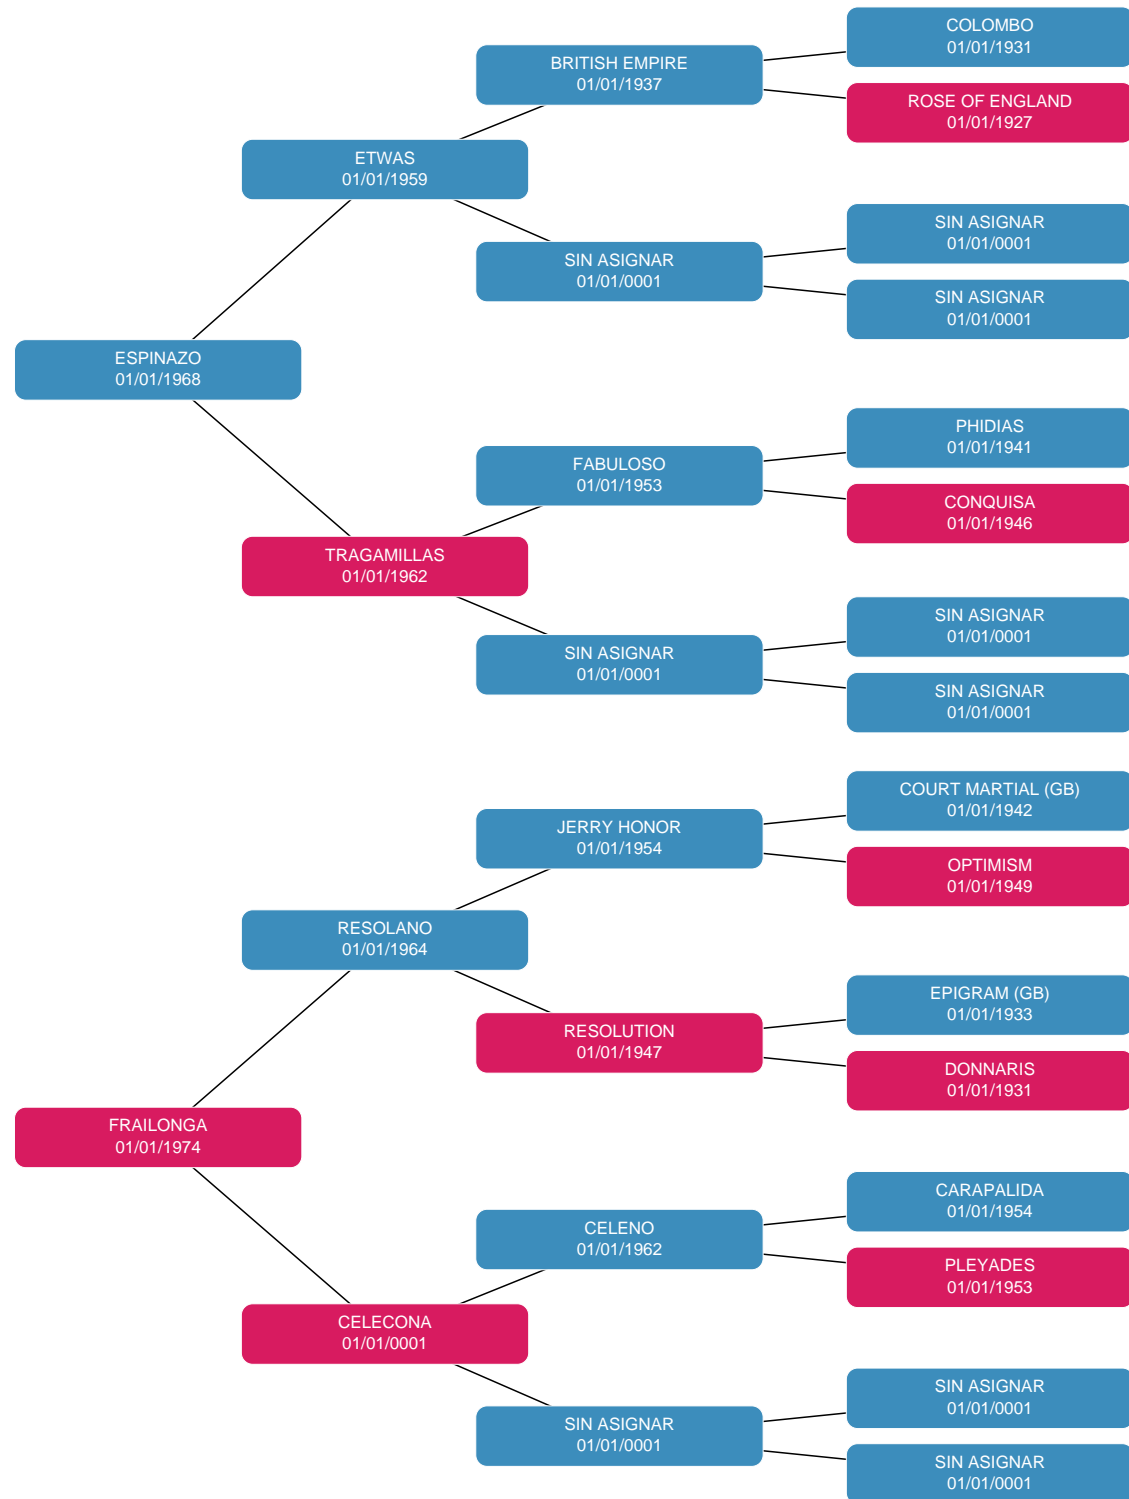 COLOMBO
01/01/1931
BRITISH EMPIRE
01/01/1937
ROSE OF ENGLAND
01/01/1927
ETWAS
01/01/1959
SIN ASIGNAR
01/01/0001
SIN ASIGNAR
01/01/0001
SIN ASIGNAR
01/01/0001
ESPINAZO
01/01/1968
PHIDIAS
01/01/1941
FABULOSO
01/01/1953
CONQUISA
01/01/1946
TRAGAMILLAS
01/01/1962
SIN ASIGNAR
01/01/0001
SIN ASIGNAR
01/01/0001
SIN ASIGNAR
01/01/0001
COURT MARTIAL (GB)
01/01/1942
JERRY HONOR
01/01/1954
OPTIMISM
01/01/1949
RESOLANO
01/01/1964
EPIGRAM (GB)
01/01/1933
RESOLUTION
01/01/1947
DONNARIS
01/01/1931
FRAILONGA
01/01/1974
CARAPALIDA
01/01/1954
CELENO
01/01/1962
PLEYADES
01/01/1953
CELECONA
01/01/0001
SIN ASIGNAR
01/01/0001
SIN ASIGNAR
01/01/0001
SIN ASIGNAR
01/01/0001